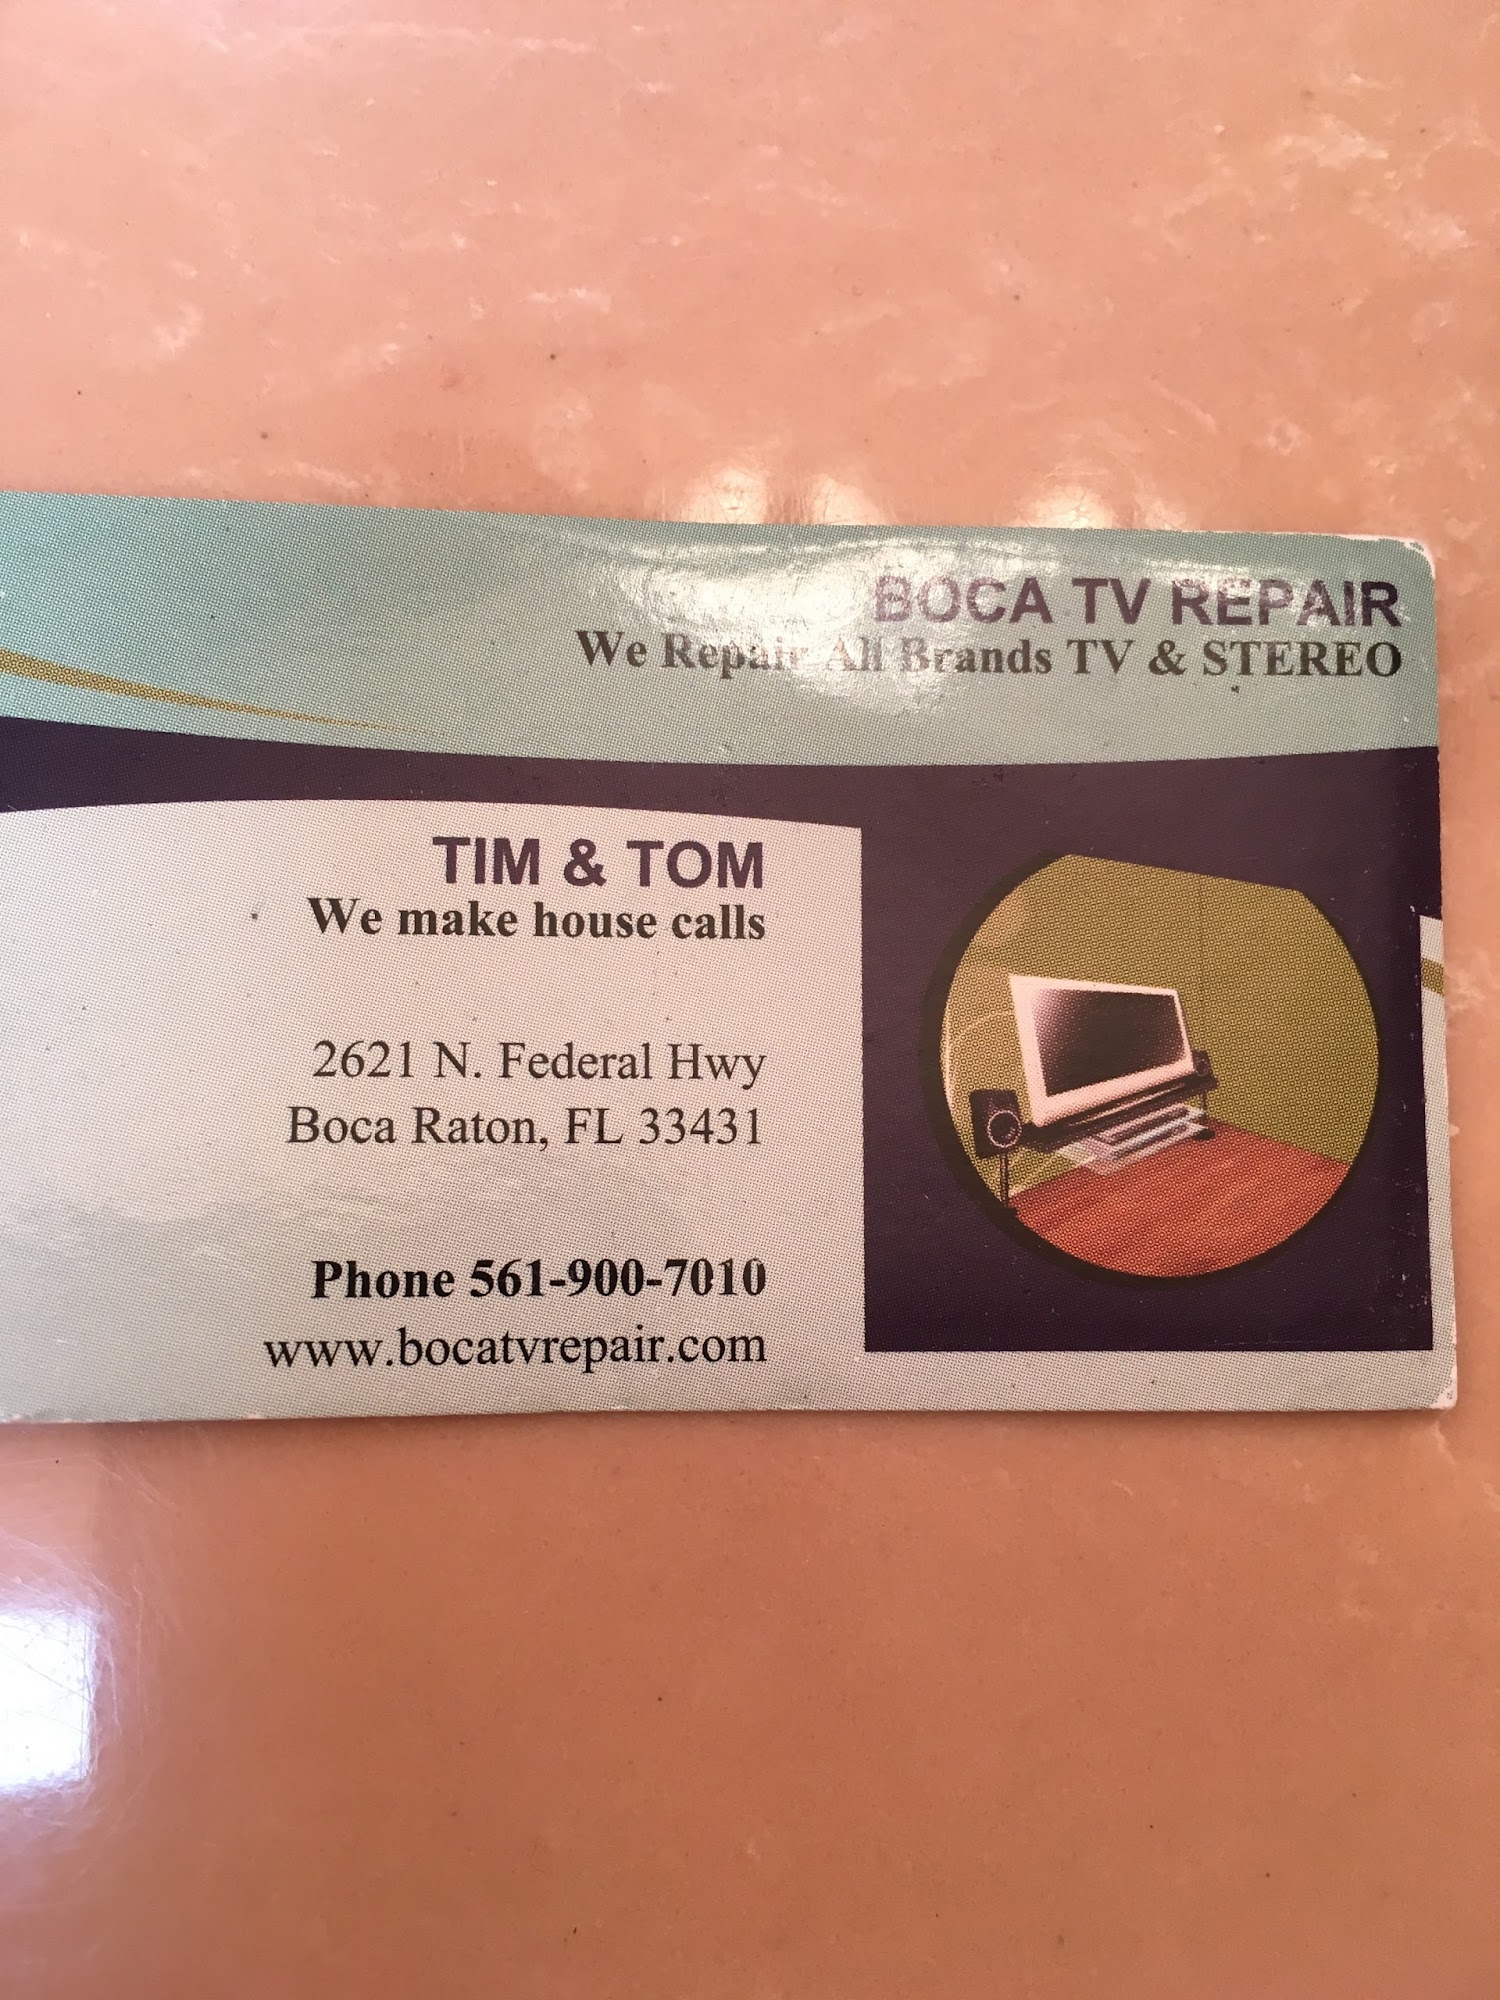 BOCA TV REPAIR
We Repair All Brands TV & STEREO
TIM & TOM
We make house calls
2621 N. Federal Hwy
Boca Raton, FL 33431
Phone 561-900-7010
www.bocatvrepair.com